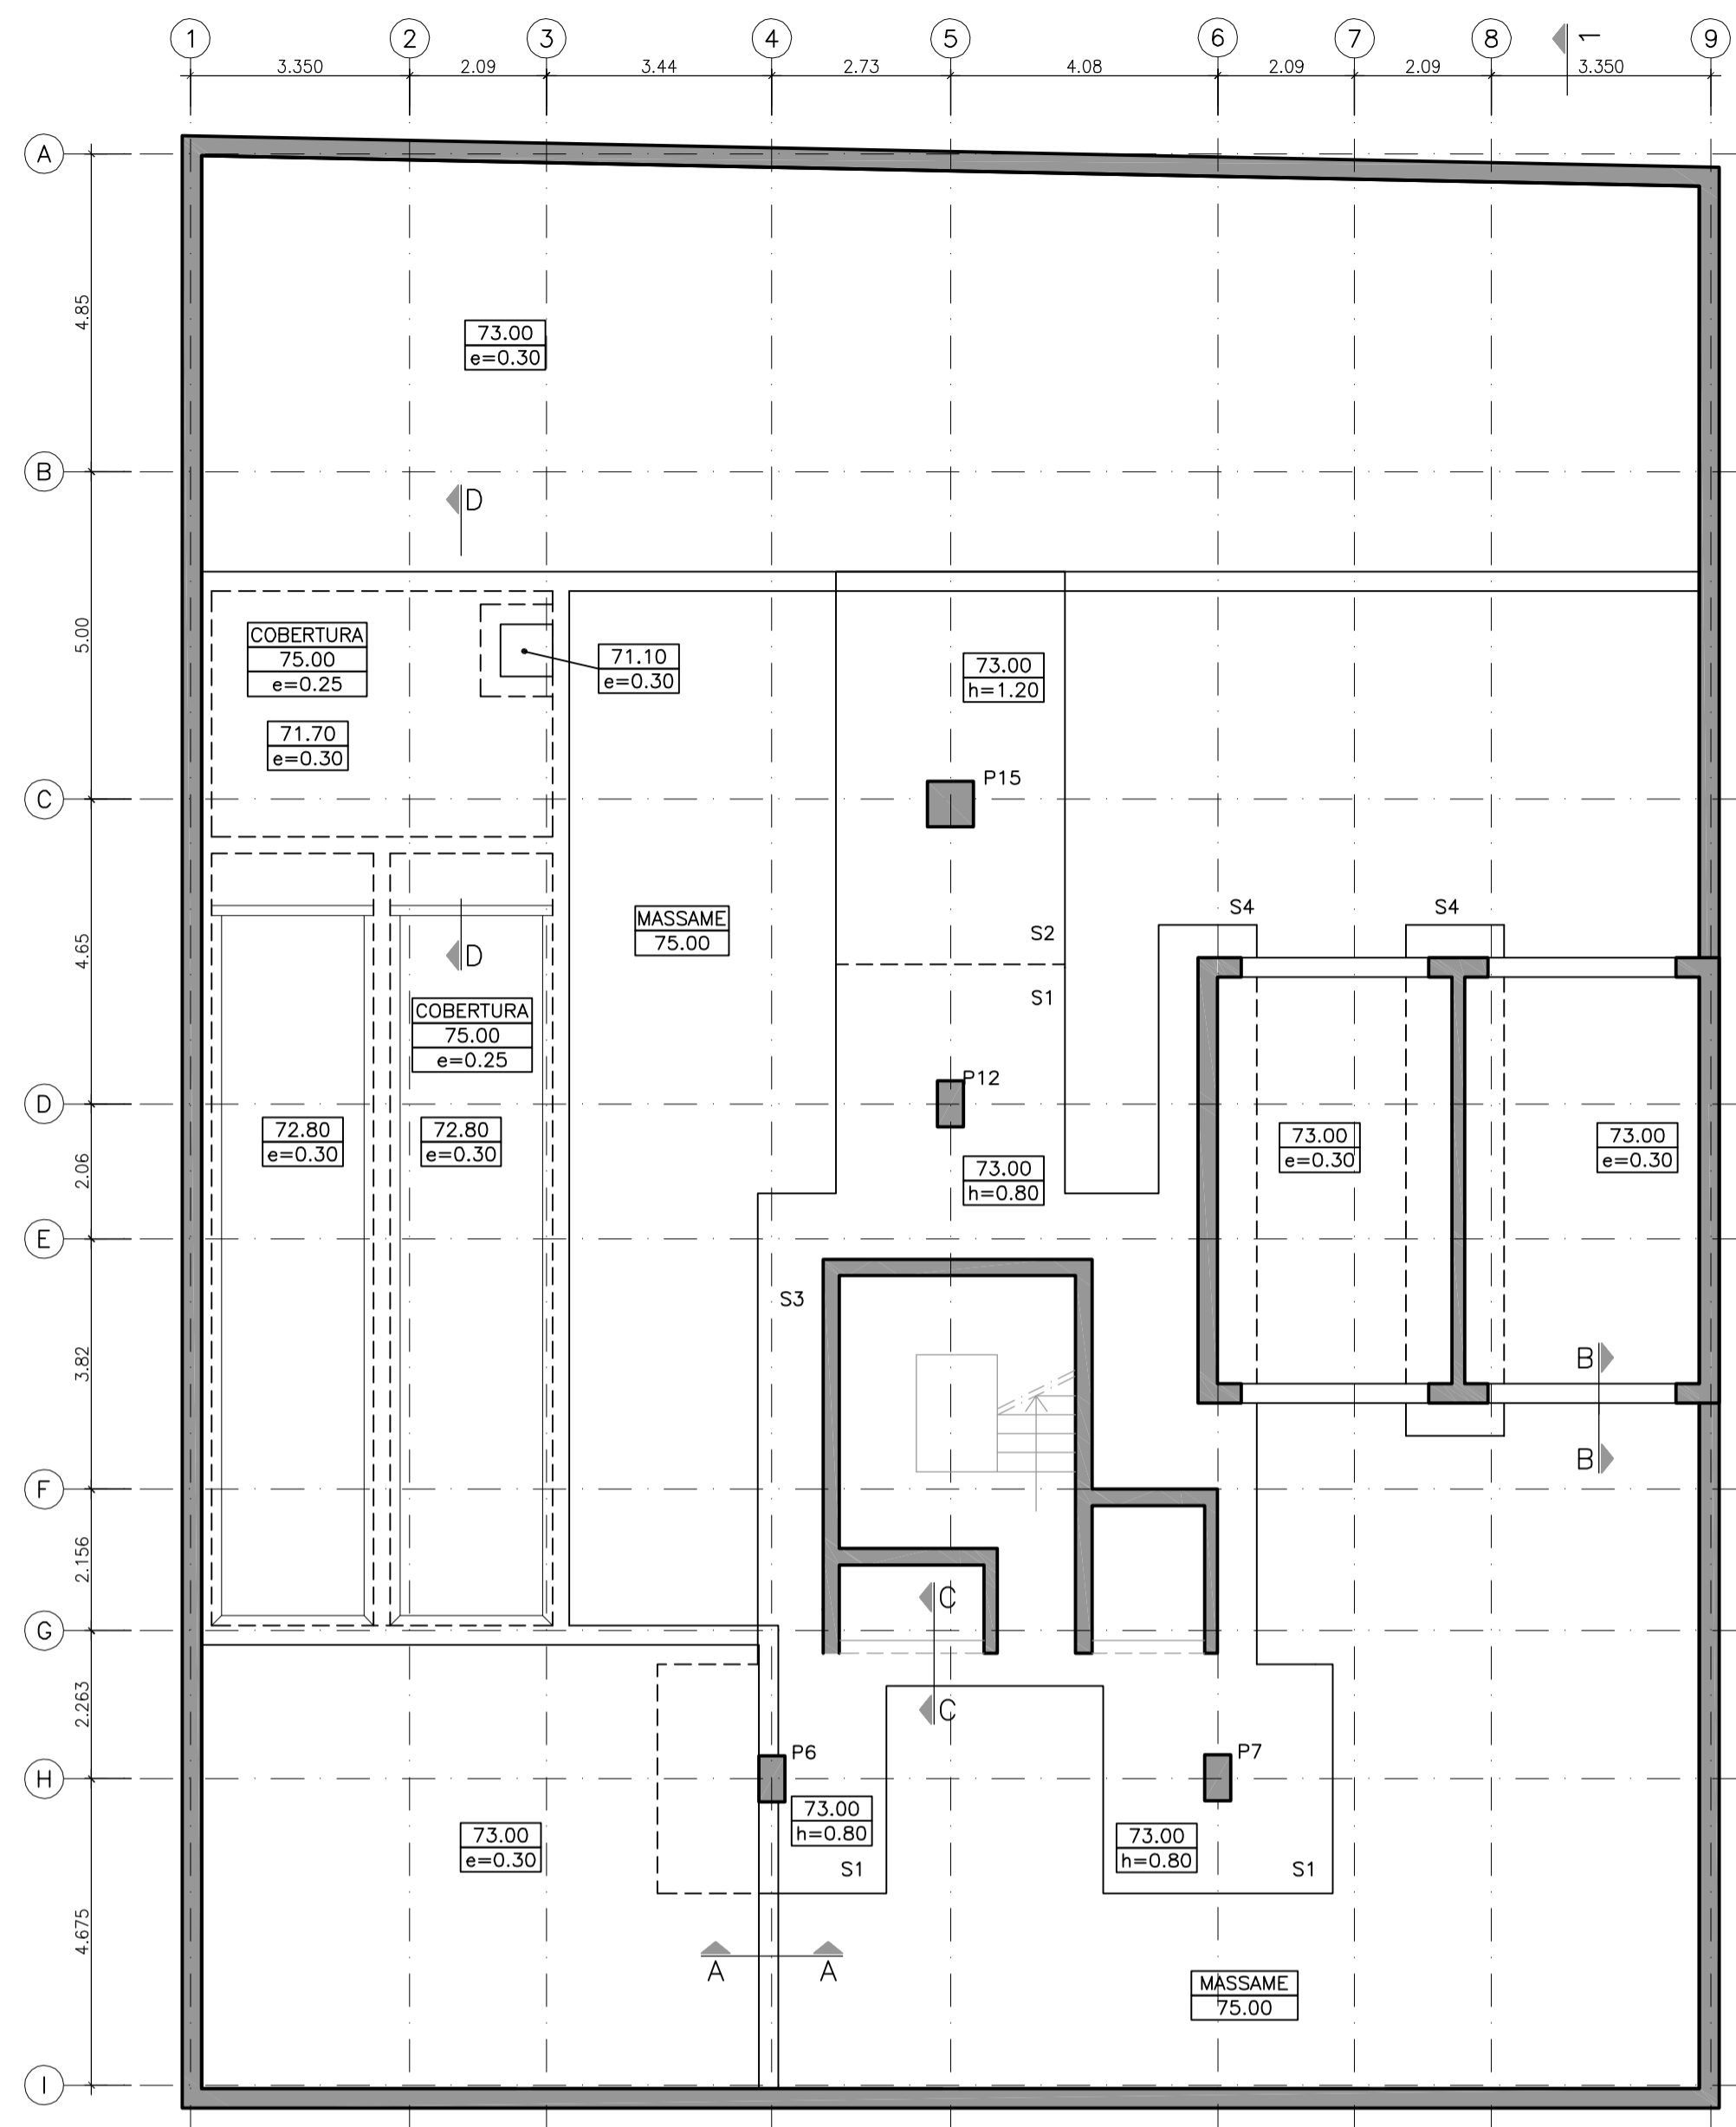 1 2 3 4 5 6 7 8 1 9
3.350 2.09 3.44 2.73 4.08 2.09 2.09 3.350
A
4.85
73.00
e=0.30
B
D
5.00
COBERTURA
75.00
e=0.25
71.10
e=0.30
73.00
h=1.20
71.70
e=0.30
P15
C
4.65
MASSAME
75.00
S4
S4
S2
D
S1
COBERTURA
75.00
e=0.25
P12
D
72.80
e=0.30
72.80
e=0.30
73.00
e=0.30
73.00
e=0.30
2.06
73.00
h=0.80
E
S3
3.82
B
B
F
2.156
C
G
2.263
C
P6
P7
H
73.00
h=0.80
73.00
e=0.30
73.00
h=0.80
S1
S1
4.675
A
A
MASSAME
75.00
I